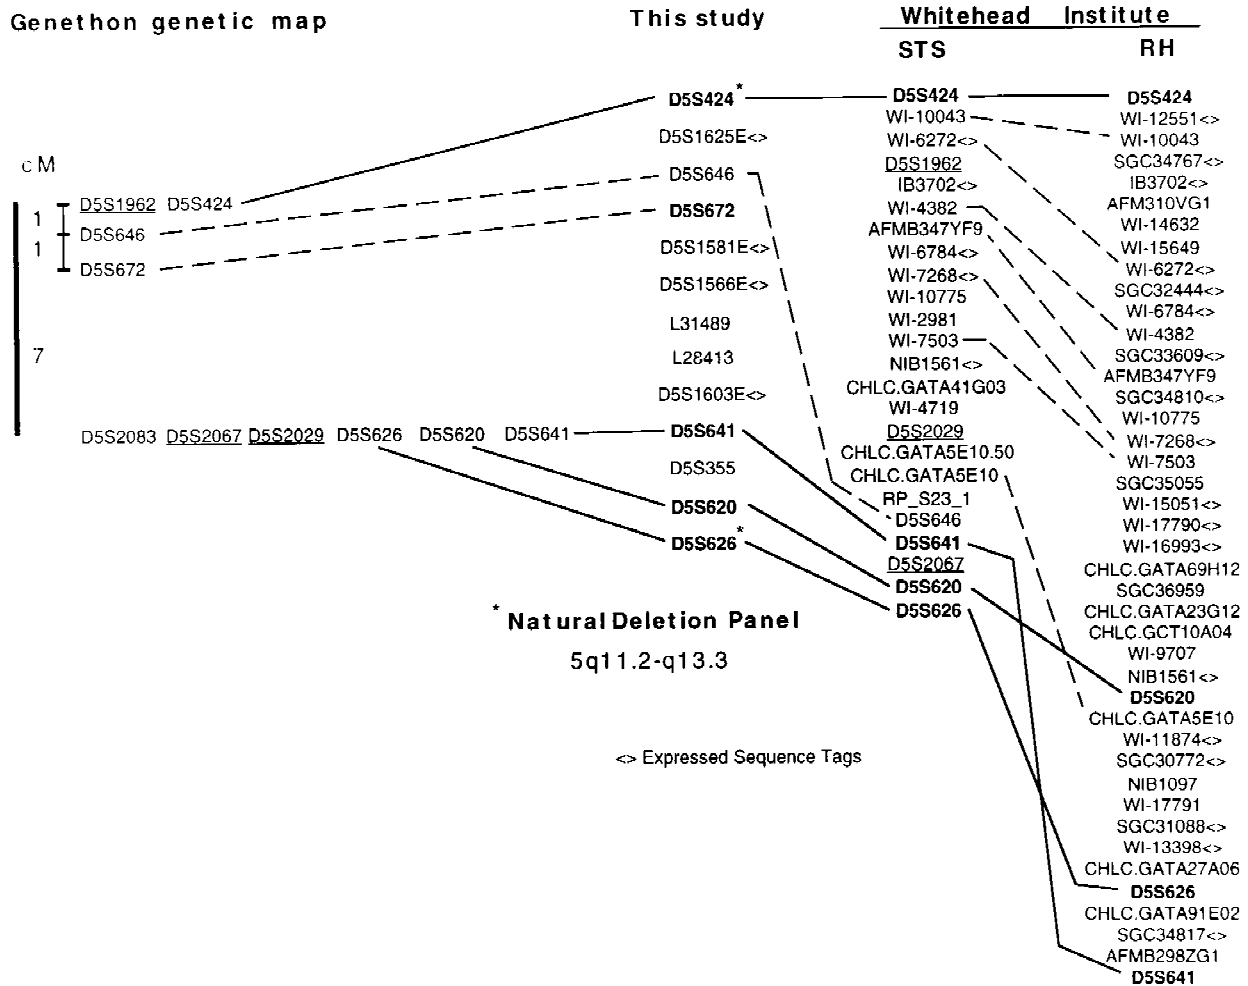 Genethon genetic map
This study
Whitehead Institute
STS
RH
cM
1
1
7
D5S1962 D5S424
D5S646
D5S672
D5S2083 D5S2067 D5S2029 D5S626 D5S620 D5S641
D5S424*
D5S1625E<>
D5S646
D5S672
D5S1581E<>
D5S1566E<>
L31489
L28413
D5S1603E<>
D5S641
D5S355
D5S620
D5S626*
* Natural Deletion Panel
5q11.2-q13.3
<> Expressed Sequence Tags
D5S424
WI-10043
WI-6272<>
D5S1962
IB3702<>
WI-4382
AFMB347YF9
WI-6784<>
WI-7268<>
WI-10775
WI-2981
WI-7503
NIB1561<>
CHLC.GATA41G03
WI-4719
D5S2029
CHLC.GATA5E10.50
CHLC.GATA5E10
RP_S23_1
D5S646
D5S641
D5S2067
D5S620
D5S626
D5S424
WI-12551<>
WI-10043
SGC34767<>
IB3702<>
AFM310VG1
WI-14632
WI-15649
WI-6272<>
SGC32444<>
WI-6784<>
WI-4382
SGC33609<>
AFMB347YF9
SGC34810<>
WI-10775
WI-7268<>
WI-7503
SGC35055
WI-15051<>
WI-17790<>
WI-16993<>
CHLC.GATA69H12
SGC36959
CHLC.GATA23G12
CHLC.GCT10A04
WI-9707
NIB1561<>
D5S620
CHLC.GATA5E10
WI-11874<>
SGC30772<>
NIB1097
WI-17791
SGC31088<>
WI-13398<>
CHLC.GATA27A06
D5S626
CHLC.GATA91E02
SGC34817<>
AFMB298ZG1
D5S641